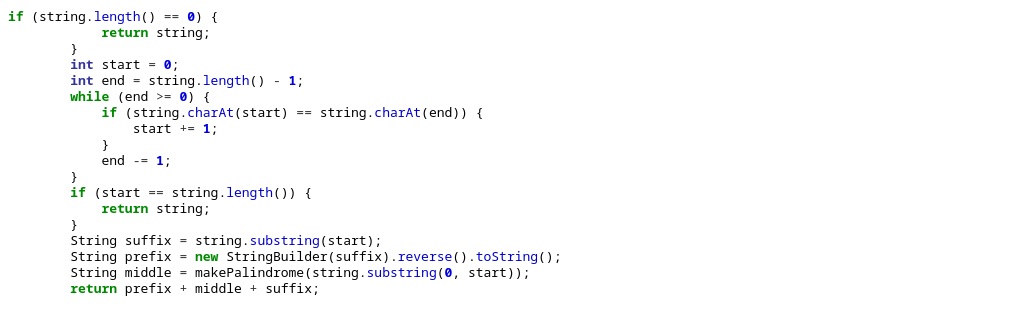 if (string.length() == 0) {
            return string;
        }
        int start = 0;
        int end = string.length() - 1;
        while (end >= 0) {
            if (string.charAt(start) == string.charAt(end)) {
                start += 1;
            }
            end -= 1;
        }
        if (start == string.length()) {
            return string;
        }
        String suffix = string.substring(start);
        String prefix = new StringBuilder(suffix).reverse().toString();
        String middle = makePalindrome(string.substring(0, start));
        return prefix + middle + suffix;